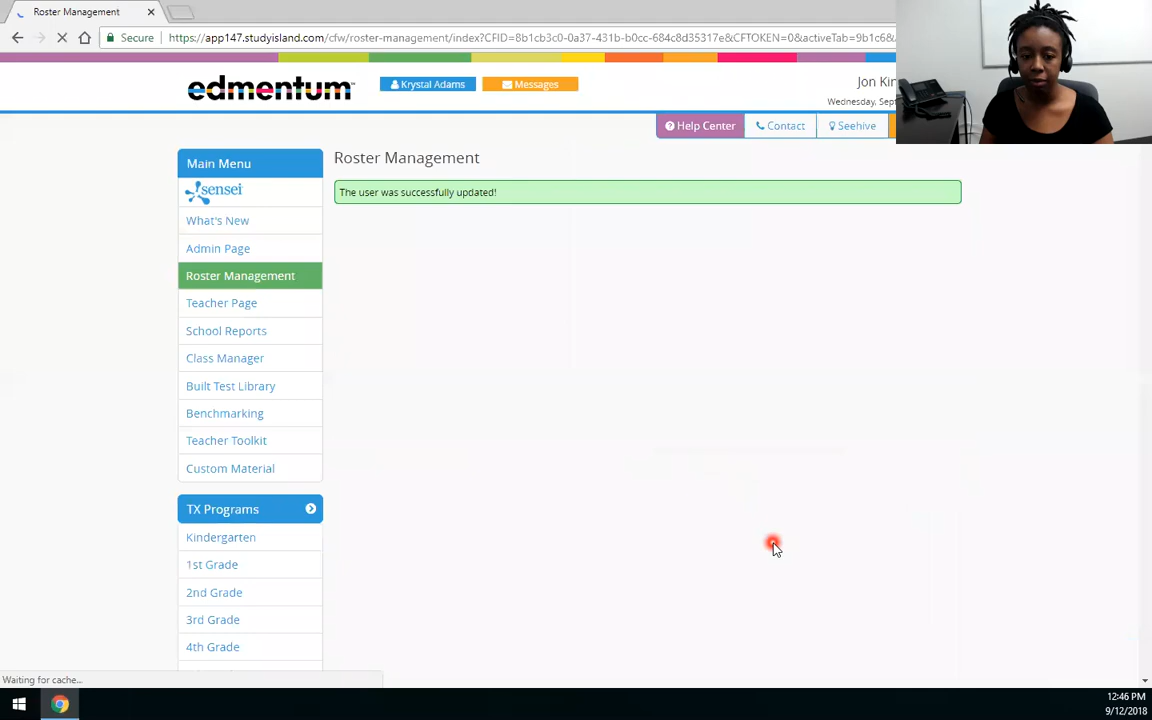 Roster Management
Secure
https://app147.studyisland.com/cfw/roster-management/index?CFID=8b1cb3c0-0a37-431b-b0cc-684c8d35317e&CFTOKEN=0&activeTab=9b1c68
edmentum™
Krystal Adams
Messages
Jon Kin
Wednesday, Sept
Help Center
Contact
Seehive
Main Menu
sensei
What's New
Admin Page
Roster Management
Teacher Page
School Reports
Class Manager
Built Test Library
Benchmarking
Teacher Toolkit
Custom Material
Roster Management
The user was successfully updated!
TX Programs
Kindergarten
1st Grade
2nd Grade
3rd Grade
4th Grade
Waiting for cache...
12:46 PM
9/12/2018